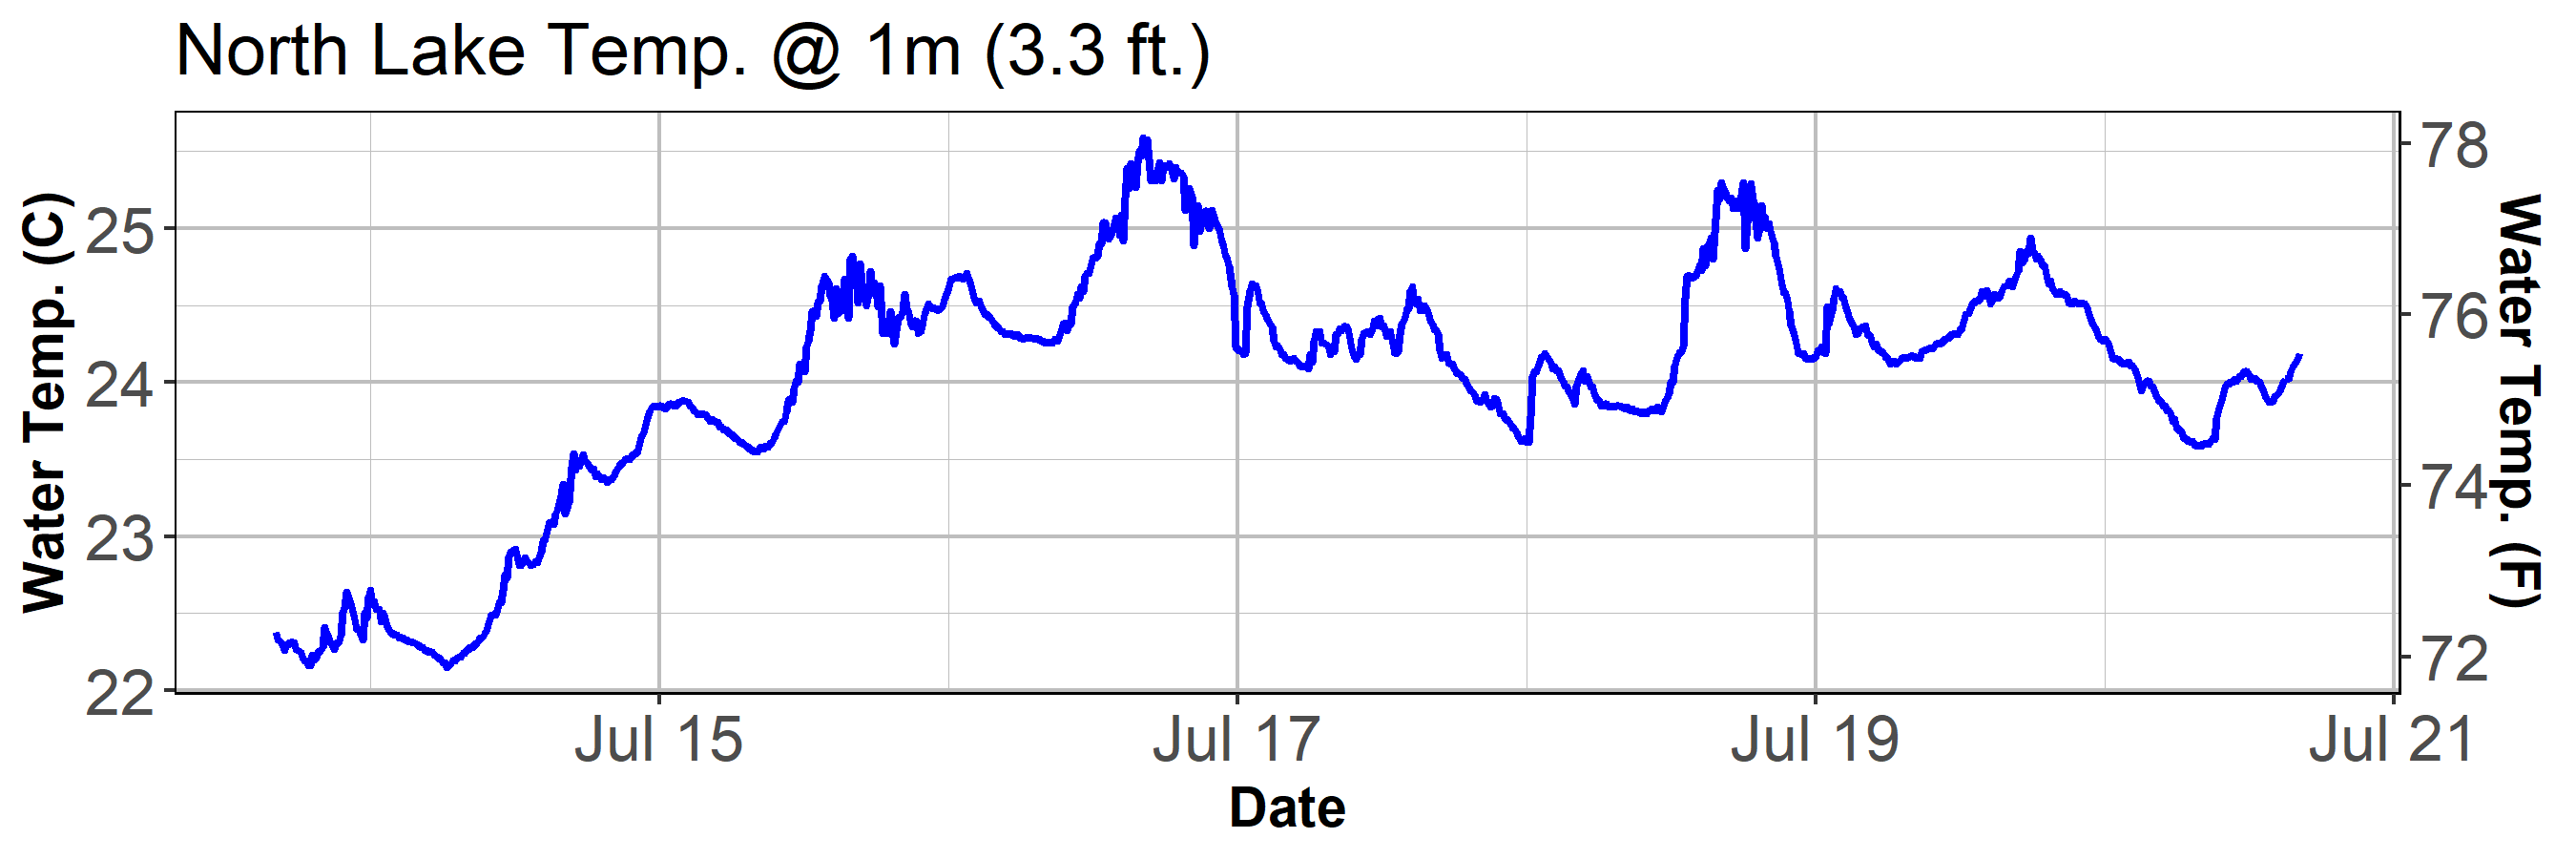 North Lake Temp. @ 1m (3.3 ft.)
Water Temp. (C)
25
24
23
22
78
76
74
72
Water Temp. (F)
Jul 15 Jul 17 Jul 19 Jul 21
Date